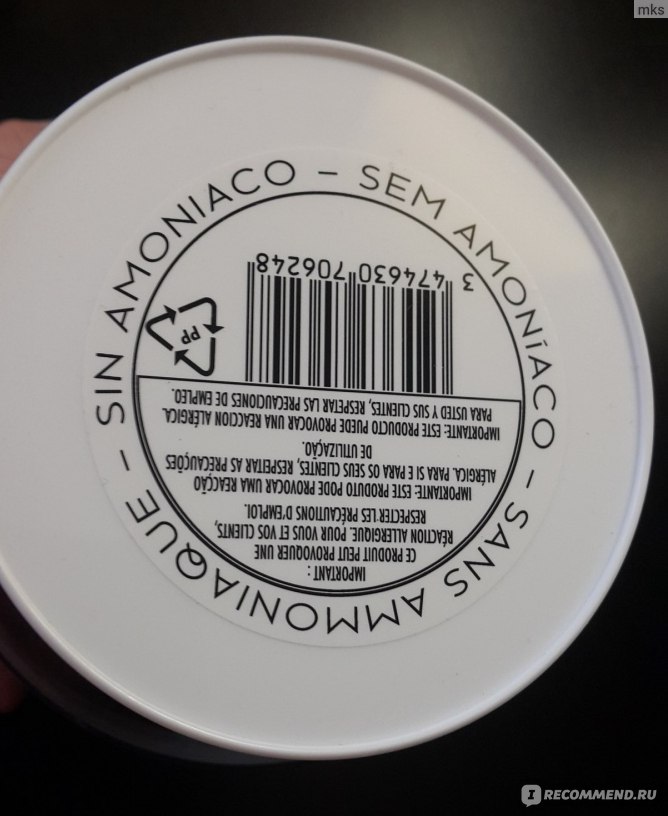 mks
SIN AMONIACO – SEM AMONÍACO – SANS AMMONIAQUE –
IMPORTANT :
CE PRODUIT PEUT PROVOQUER UNE
RÉACTION ALLERGIQUE. POUR VOUS ET VOS CLIENTS,
RESPECTER LES PRÉCAUTIONS D'EMPLOI.
IMPORTANTE: ESTE PRODUTO PODE PROVOCAR UMA REACÇÃO
ALÉRGICA. PARA SI E PARA OS SEUS CLIENTES, RESPEITAR AS PRECAUÇÕES
DE UTILIZAÇÃO.
IMPORTANTE: ESTE PRODUCTO PUEDE PROVOCAR UNA REACCION ALÉRGICA.
PARA USTED Y SUS CLIENTES, RESPETAR LAS PRECAUCIONES DE EMPLEO.
PP
3 474630 706248
I RECOMMEND.RU